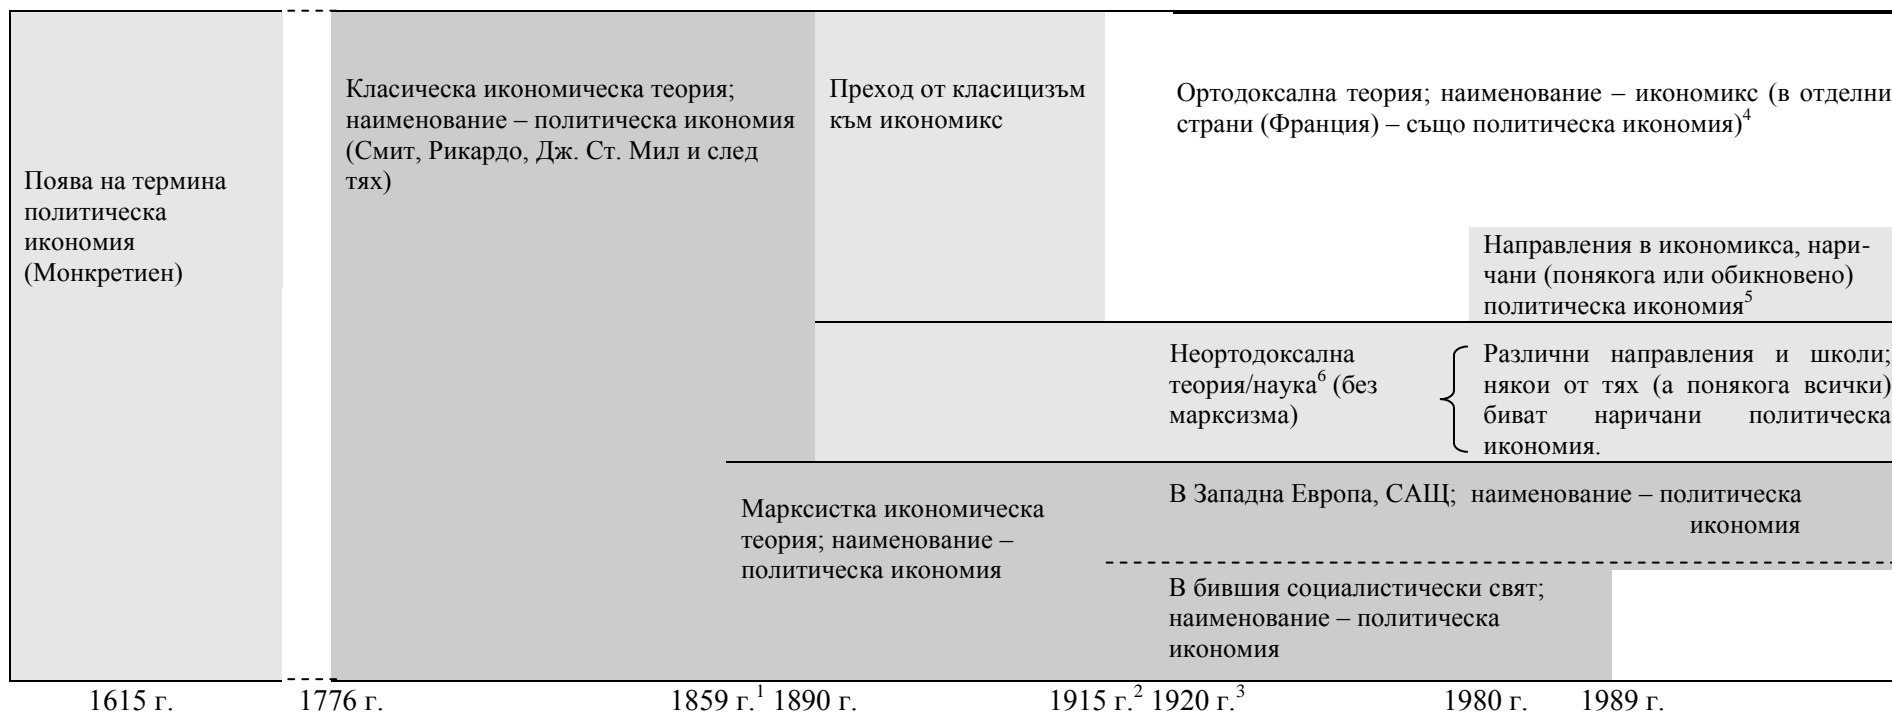 Поява на термина
политическа
икономия
(Монкретиен)
Класическа икономическа теория;
наименование – политическа икономия
(Смит, Рикардо, Дж. Ст. Мил и след
тях)
Преход от класицизъм
към икономикс
Ортодоксална теория; наименование – икономикс (в отделни
страни (Франция) – също политическа икономия)4
Направления в икономикса, нари-
чани (понякога или обикновено)
политическа икономия5
Неортодоксална
теория/наука6 (без
марксизма)
Различни направления и школи;
някои от тях (а понякога всички)
биват наричани политическа
икономия.
Марксистка икономическа
теория; наименование –
политическа икономия
В Западна Европа, САЩ; наименование – политическа
икономия
В бившия социалистически свят;
наименование – политическа
икономия
1615 г. 1776 г. 1859 г.1 1890 г. 1915 г.2 1920 г.3 1980 г. 1989 г.